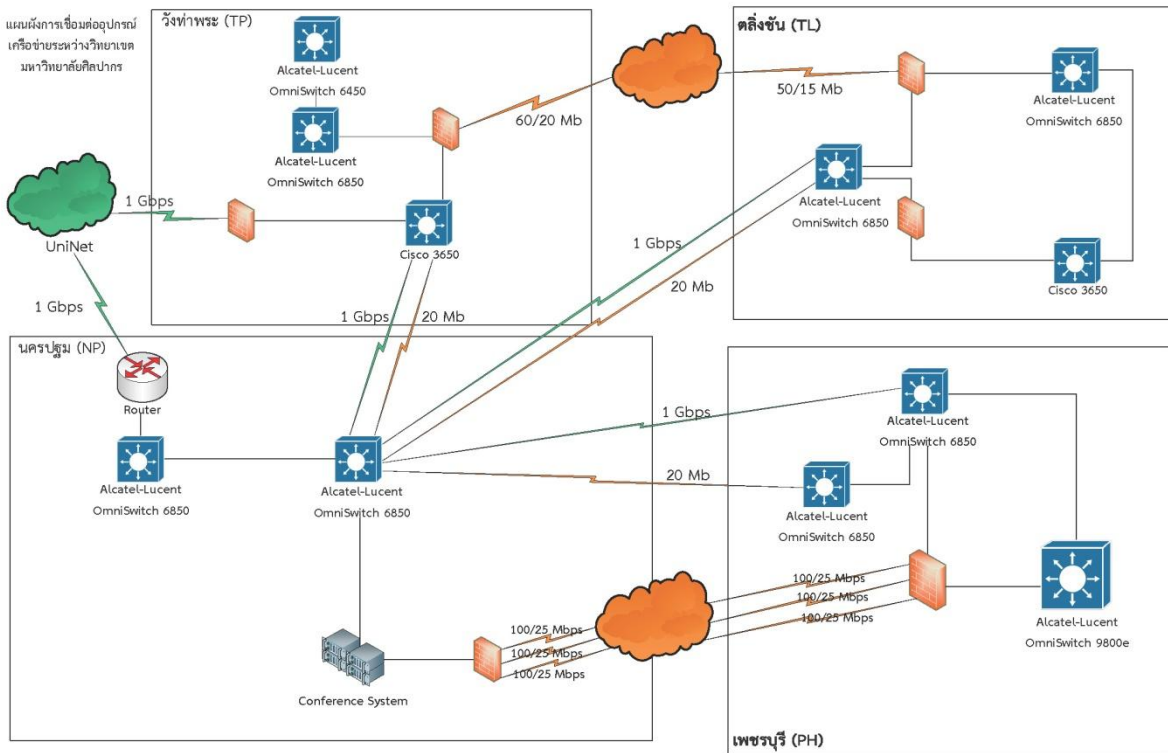 แผนผังการเชื่อมต่ออุปกรณ์
เครือข่ายระหว่างวิทยาเขต
มหาวิทยาลัยศิลปากร
วังท่าพระ (TP)
Alcatel-Lucent
OmniSwitch 6450
Alcatel-Lucent
OmniSwitch 6850
60/20 Mb
1 Gbps
UniNet
Cisco 3650
1 Gbps
1 Gbps
20 Mb
ตลิ่งชัน (TL)
50/15 Mb
Alcatel-Lucent
OmniSwitch 6850
Alcatel-Lucent
OmniSwitch 6850
Cisco 3650
1 Gbps
20 Mb
นครปฐม (NP)
Router
Alcatel-Lucent
OmniSwitch 6850
Alcatel-Lucent
OmniSwitch 6850
1 Gbps
20 Mb
Conference System
100/25 Mbps
100/25 Mbps
100/25 Mbps
100/25 Mbps
100/25 Mbps
100/25 Mbps
Alcatel-Lucent
OmniSwitch 6850
Alcatel-Lucent
OmniSwitch 6850
Alcatel-Lucent
OmniSwitch 9800e
เพชรบุรี (PH)